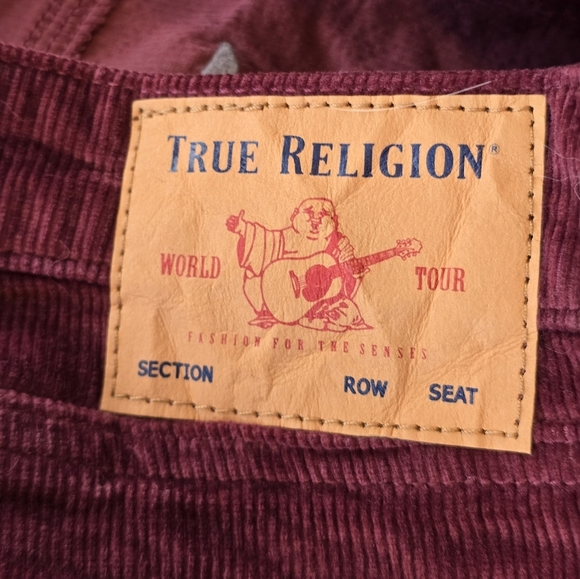 TRUE RELIGION®
WORLD TOUR
FASHION FOR THE SENSES
SECTION ROW SEAT